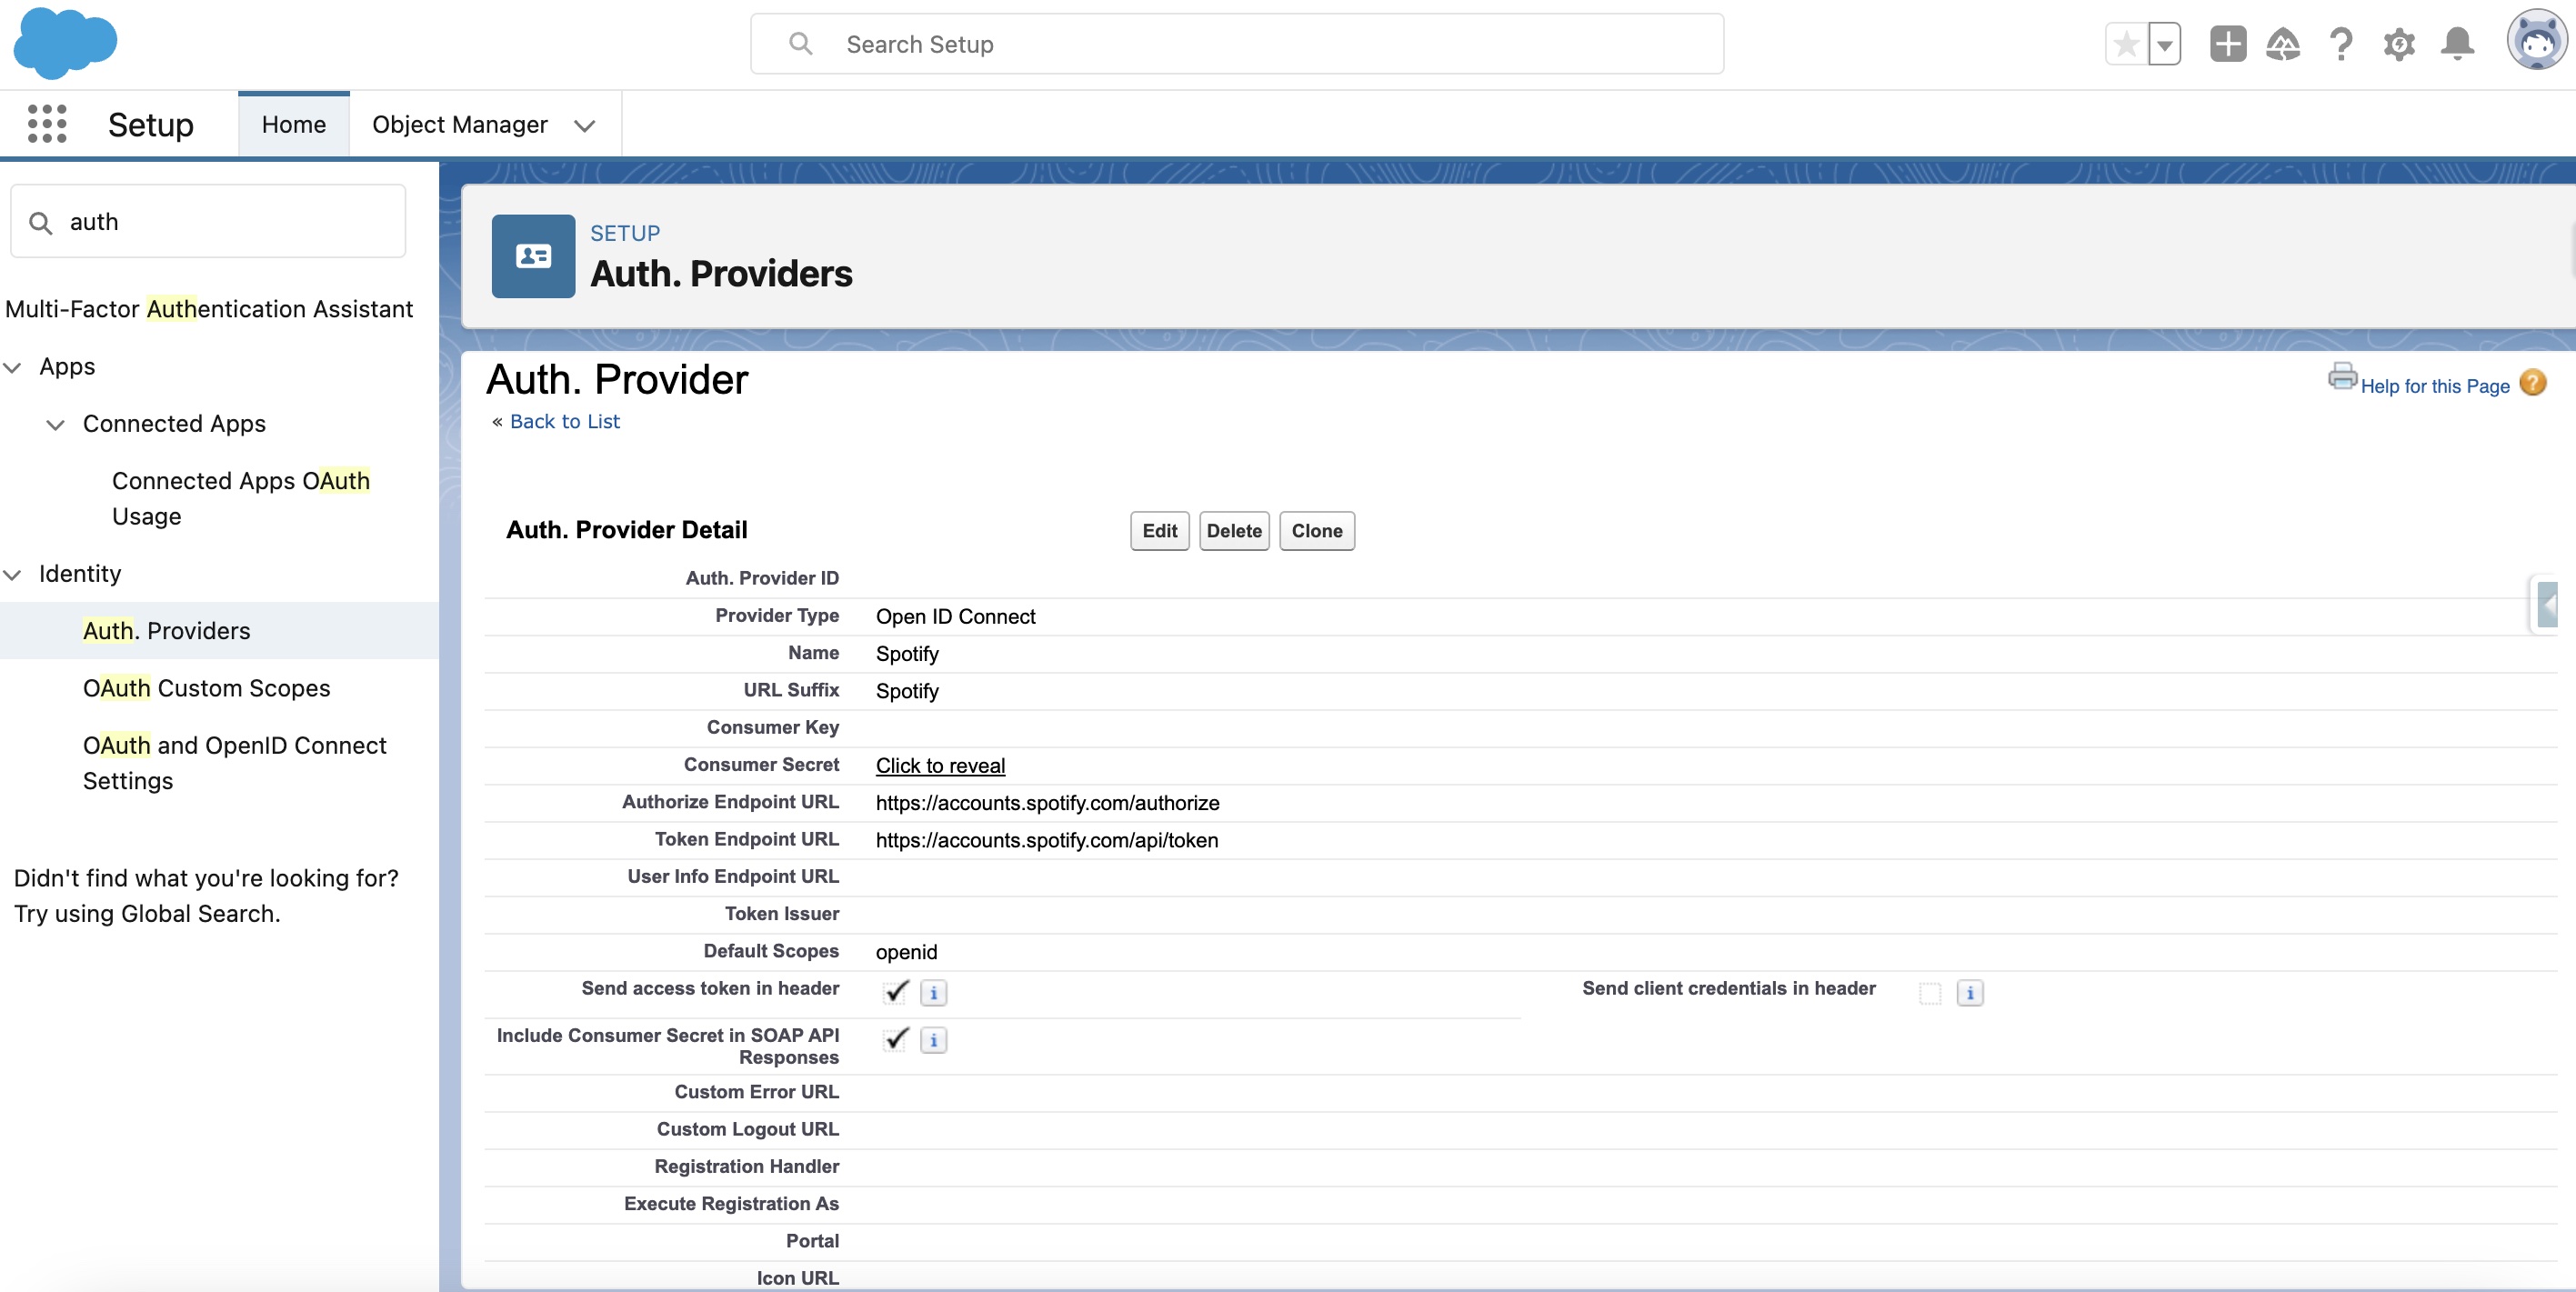 Search Setup
Setup
Home
Object Manager
auth
Multi-Factor Authentication Assistant
Apps
Connected Apps
Connected Apps OAuth
Usage
Identity
Auth. Providers
OAuth Custom Scopes
OAuth and OpenID Connect
Settings
Didn't find what you're looking for?
Try using Global Search.
SETUP
Auth. Providers
Auth. Provider
« Back to List
Help for this Page ?
Auth. Provider Detail
Edit
Delete
Clone
Auth. Provider ID
Provider Type Open ID Connect
Name Spotify
URL Suffix Spotify
Consumer Key
Consumer Secret Click to reveal
Authorize Endpoint URL https://accounts.spotify.com/authorize
Token Endpoint URL https://accounts.spotify.com/api/token
User Info Endpoint URL
Token Issuer
Default Scopes openid
Send access token in header i
Send client credentials in header i
Include Consumer Secret in SOAP API
Responses i
Custom Error URL
Custom Logout URL
Registration Handler
Execute Registration As
Portal
Icon URL